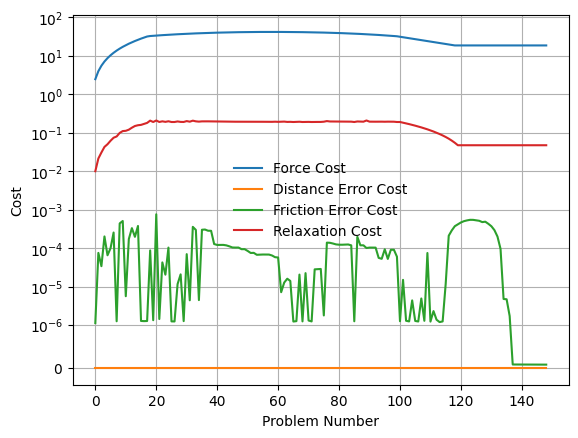 10²
10¹
10⁰
10⁻¹
10⁻²
10⁻³
10⁻⁴
10⁻⁵
10⁻⁶
0
Cost
Force Cost
Distance Error Cost
Friction Error Cost
Relaxation Cost
0 20 40 60 80 100 120 140
Problem Number